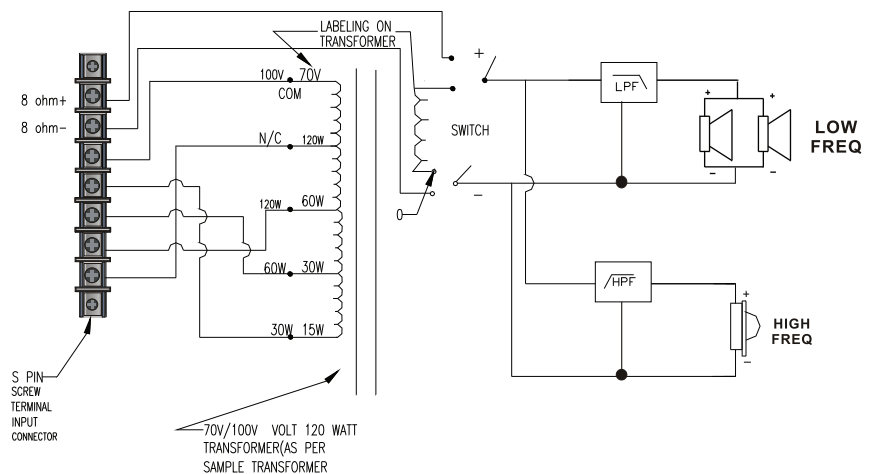 LABELING ON
TRANSFORMER
8 ohm+
8 ohm-
100V 70V
COM
N/C 120W
120W 60W
60W 30W
30W 15W
+
SWITCH
-
0
LPF
+ +
- -
LOW
FREQ
HPF
+
-
HIGH
FREQ
S PIN
SCREW
TERMINAL
INPUT
CONNECTOR
70V/100V VOLT 120 WATT
TRANSFORMER(AS PER
SAMPLE TRANSFORMER